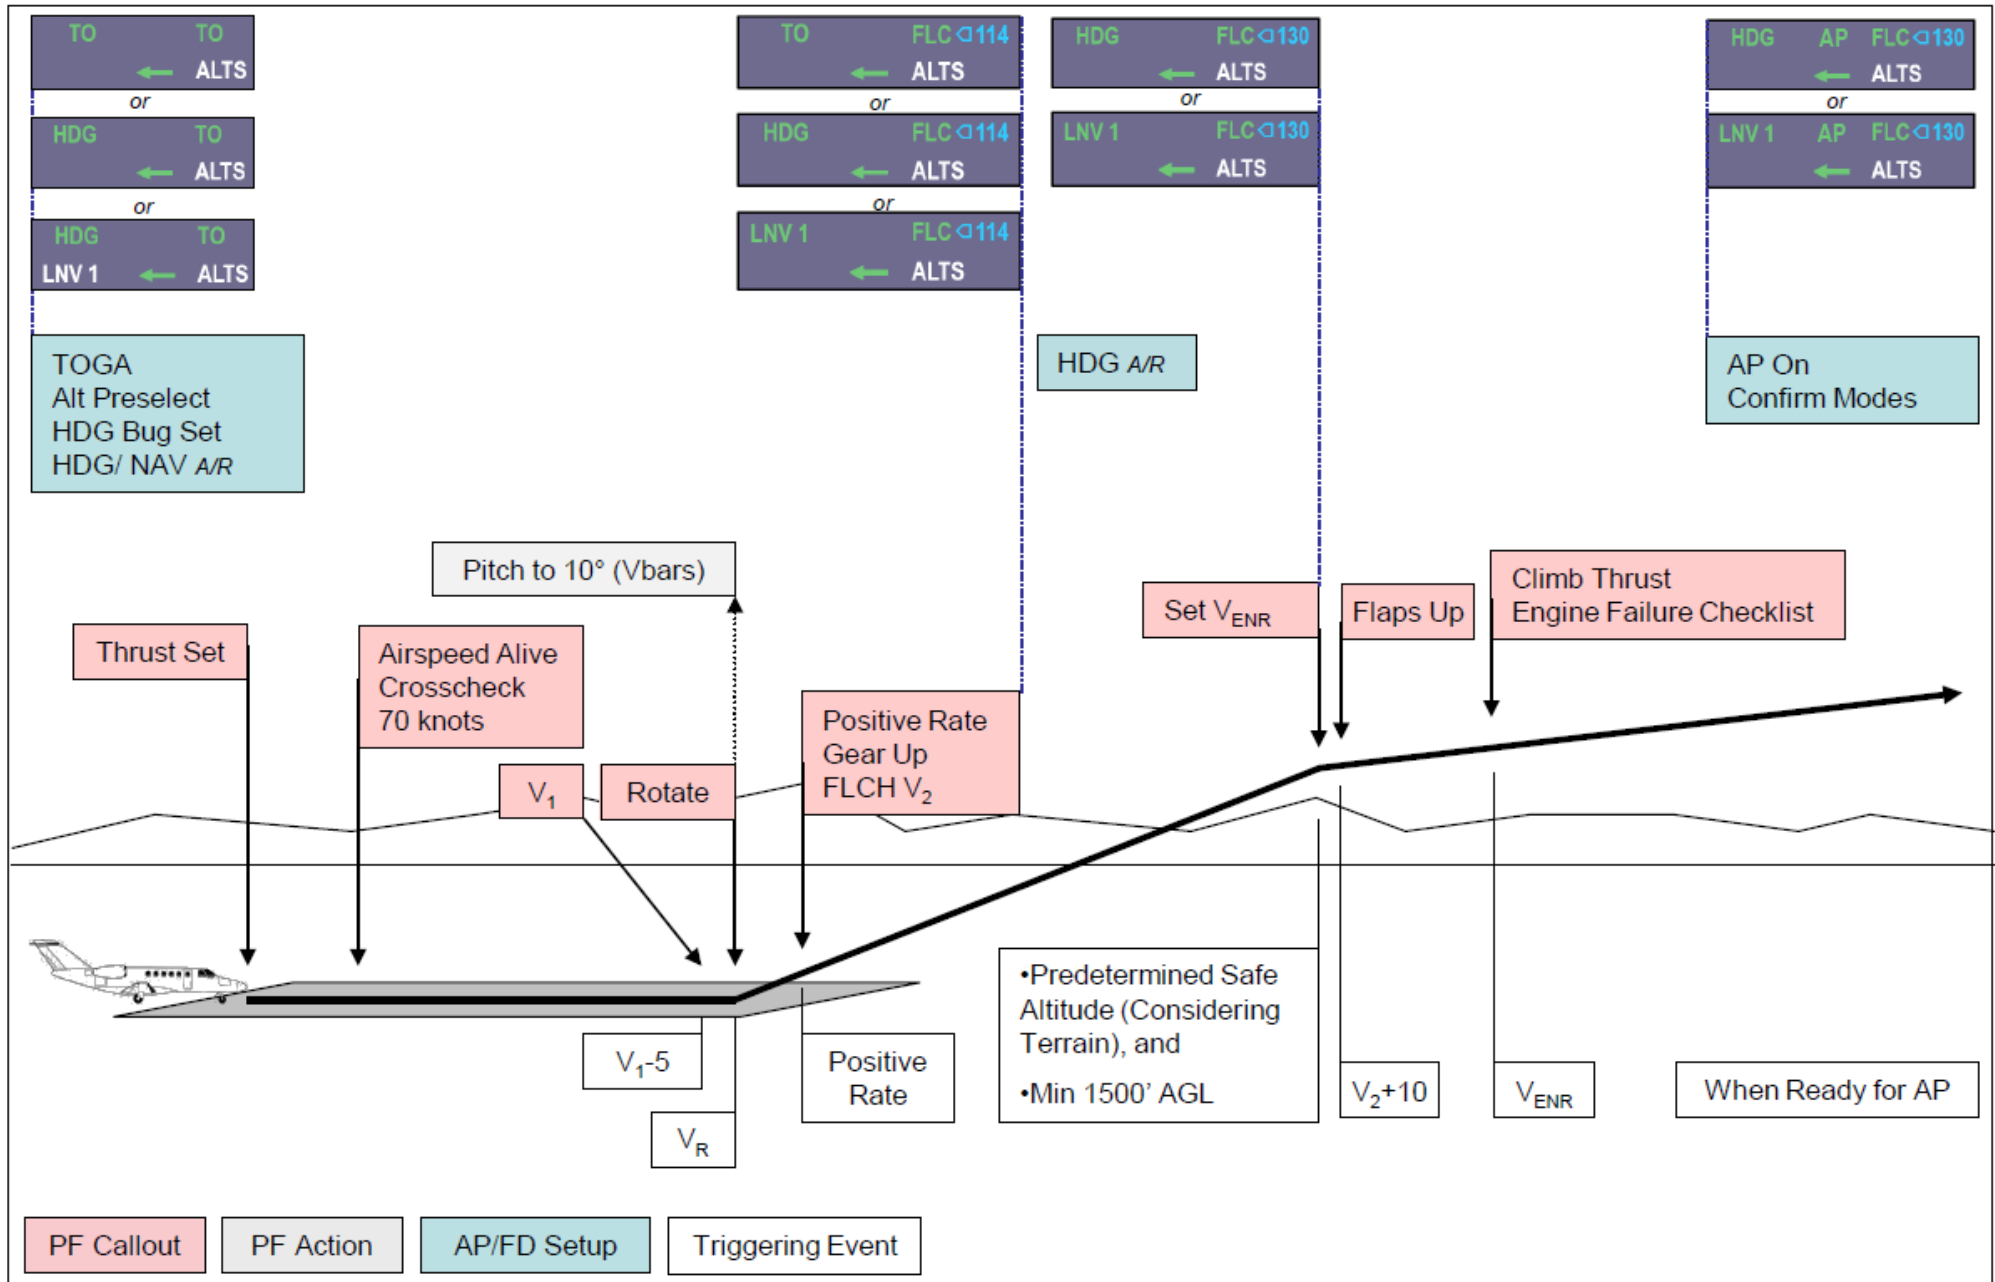 TO TO
← ALTS
or
HDG TO
← ALTS
or
HDG TO
LNV 1 ← ALTS
TO FLC 114
← ALTS
or
HDG FLC 114
← ALTS
or
LNV 1 FLC 114
← ALTS
HDG FLC 130
← ALTS
or
LNV 1 FLC 130
← ALTS
HDG AP FLC 130
← ALTS
or
LNV 1 AP FLC 130
← ALTS
TOGA
Alt Preselect
HDG Bug Set
HDG/ NAV A/R
HDG A/R
AP On
Confirm Modes
Pitch to 10° (Vbars)
Thrust Set
Airspeed Alive
Crosscheck
70 knots
V1
Rotate
Positive Rate
Gear Up
FLCH V2
Set VENR
Flaps Up
Climb Thrust
Engine Failure Checklist
V1-5
VR
Positive
Rate
•Predetermined Safe
Altitude (Considering
Terrain), and
•Min 1500' AGL
V2+10
VENR
When Ready for AP
PF Callout
PF Action
AP/FD Setup
Triggering Event